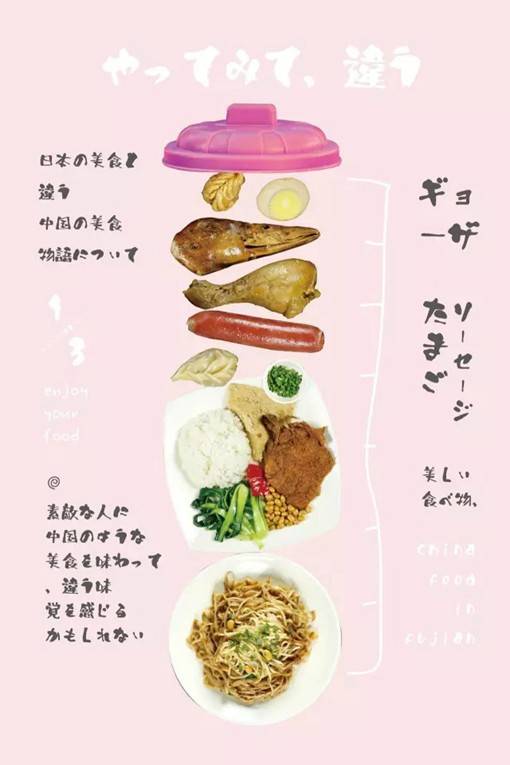 やってみて、違う
日本の美食と
違う
中国の美食
物語について
1/3
enjoy
your
food
素敵な人に
中国のような
美食を味わって
、違う味
覚を感じる
かもしれない
ギョ
ーザ
ソーセージ
たまご
美しい
食べ物、
china
food
in
fujian